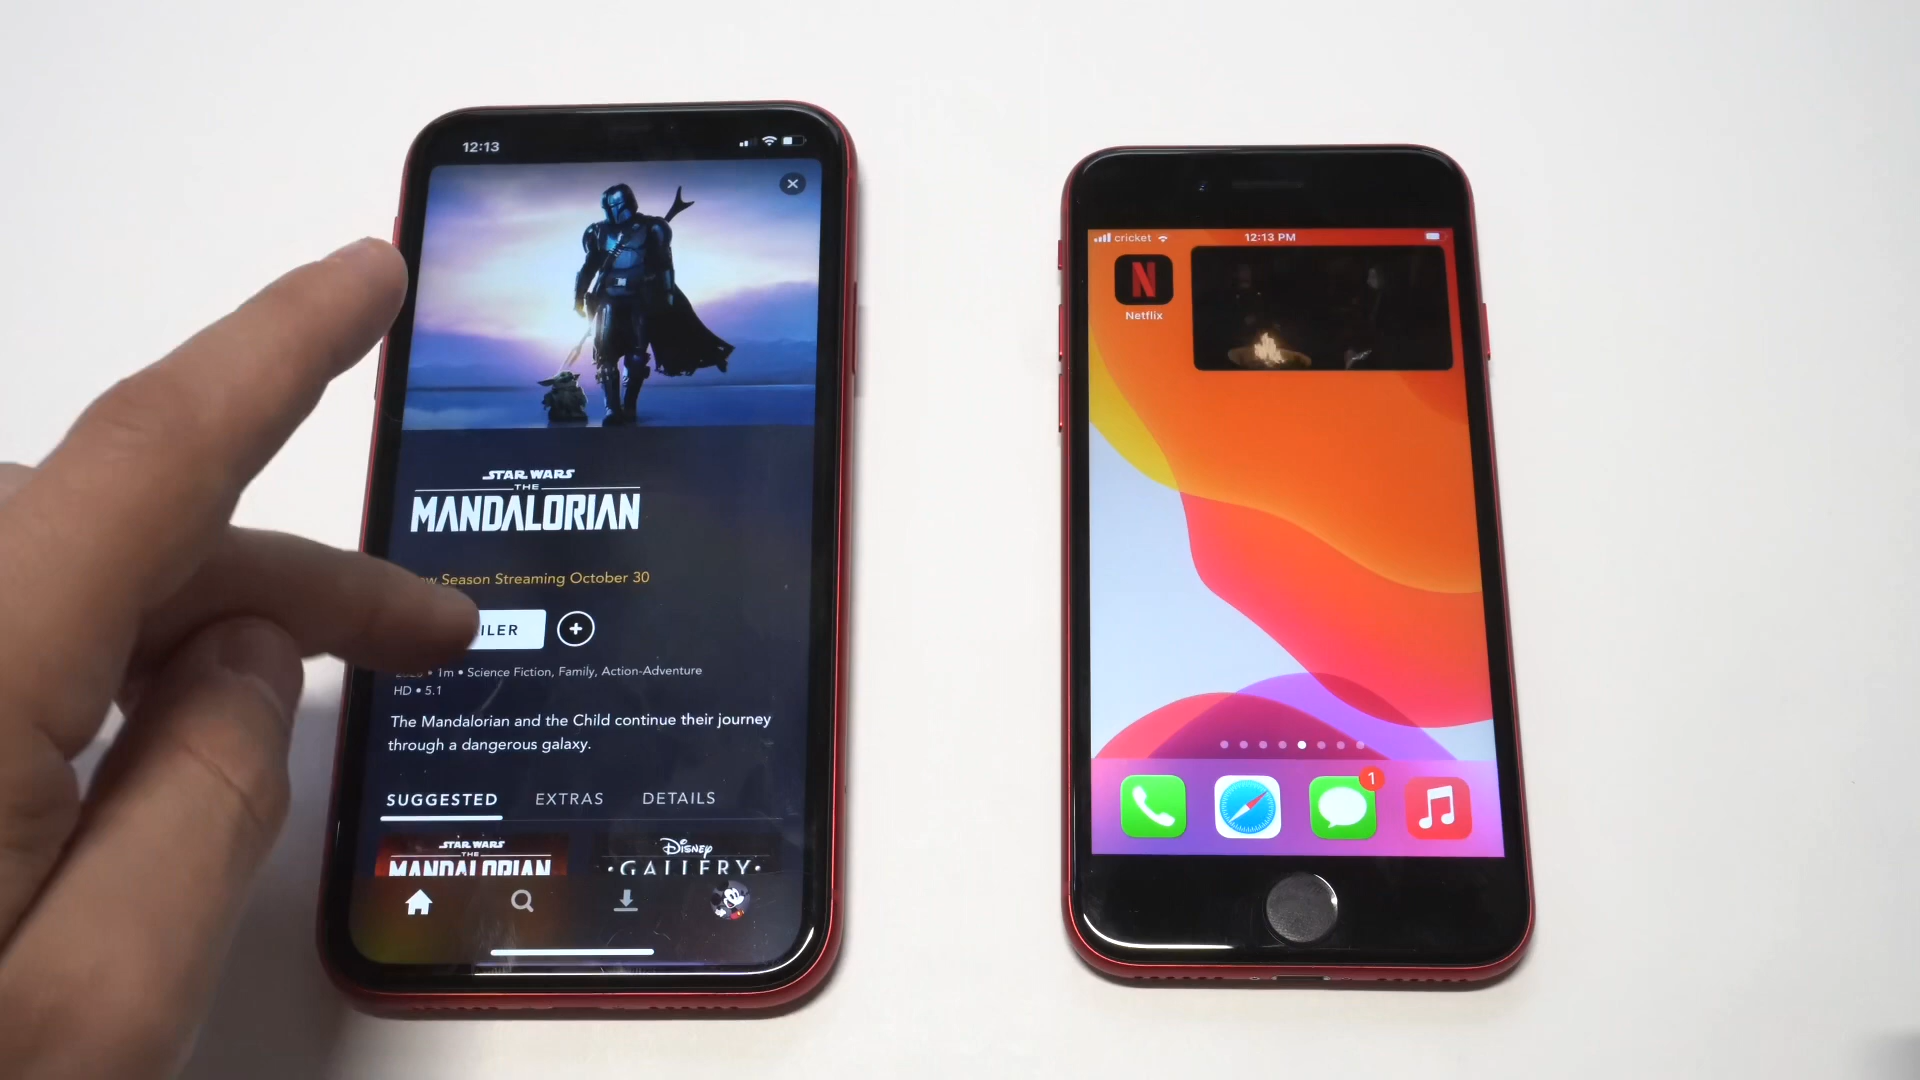 12:13
STAR WARS
THE
MANDALORIAN
Season Streaming October 30
1m • Science Fiction, Family, Action-Adventure
HD • 5.1
The Mandalorian and the Child continue their journey
through a dangerous galaxy.
SUGGESTED EXTRAS DETAILS
STAR WARS
THE
MANDALORIAN
DISNEY
GALLERY
cricket 12:13 PM
N
Netflix
1